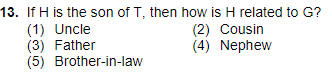 13. If H is the son of T, then how is H related to G?
(1) Uncle (2) Cousin
(3) Father (4) Nephew
(5) Brother-in-law